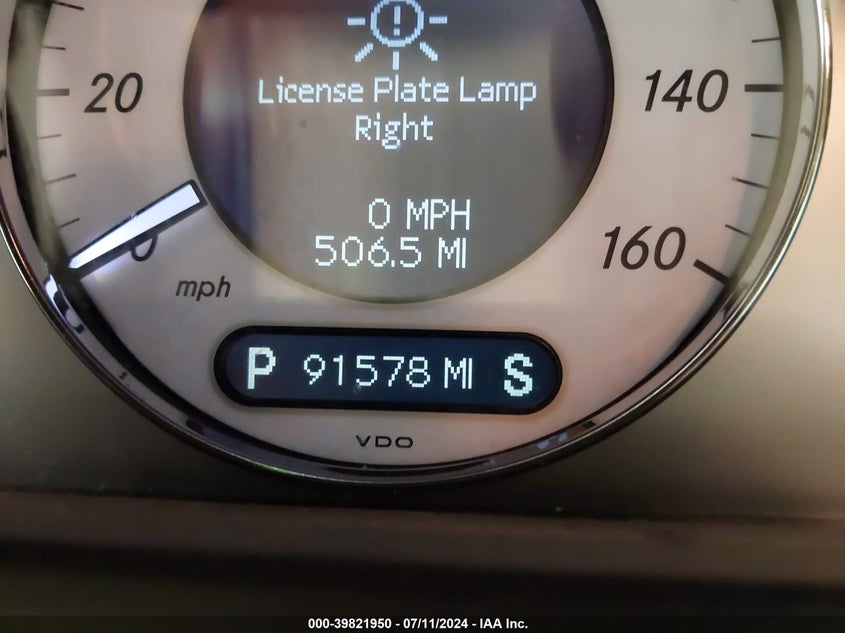 License Plate Lamp
Right
20
140
0 MPH
506.5 MI
0
160
mph
P 91578 MI S
VDO
000-39821950 - 07/11/2024 - IAA Inc.